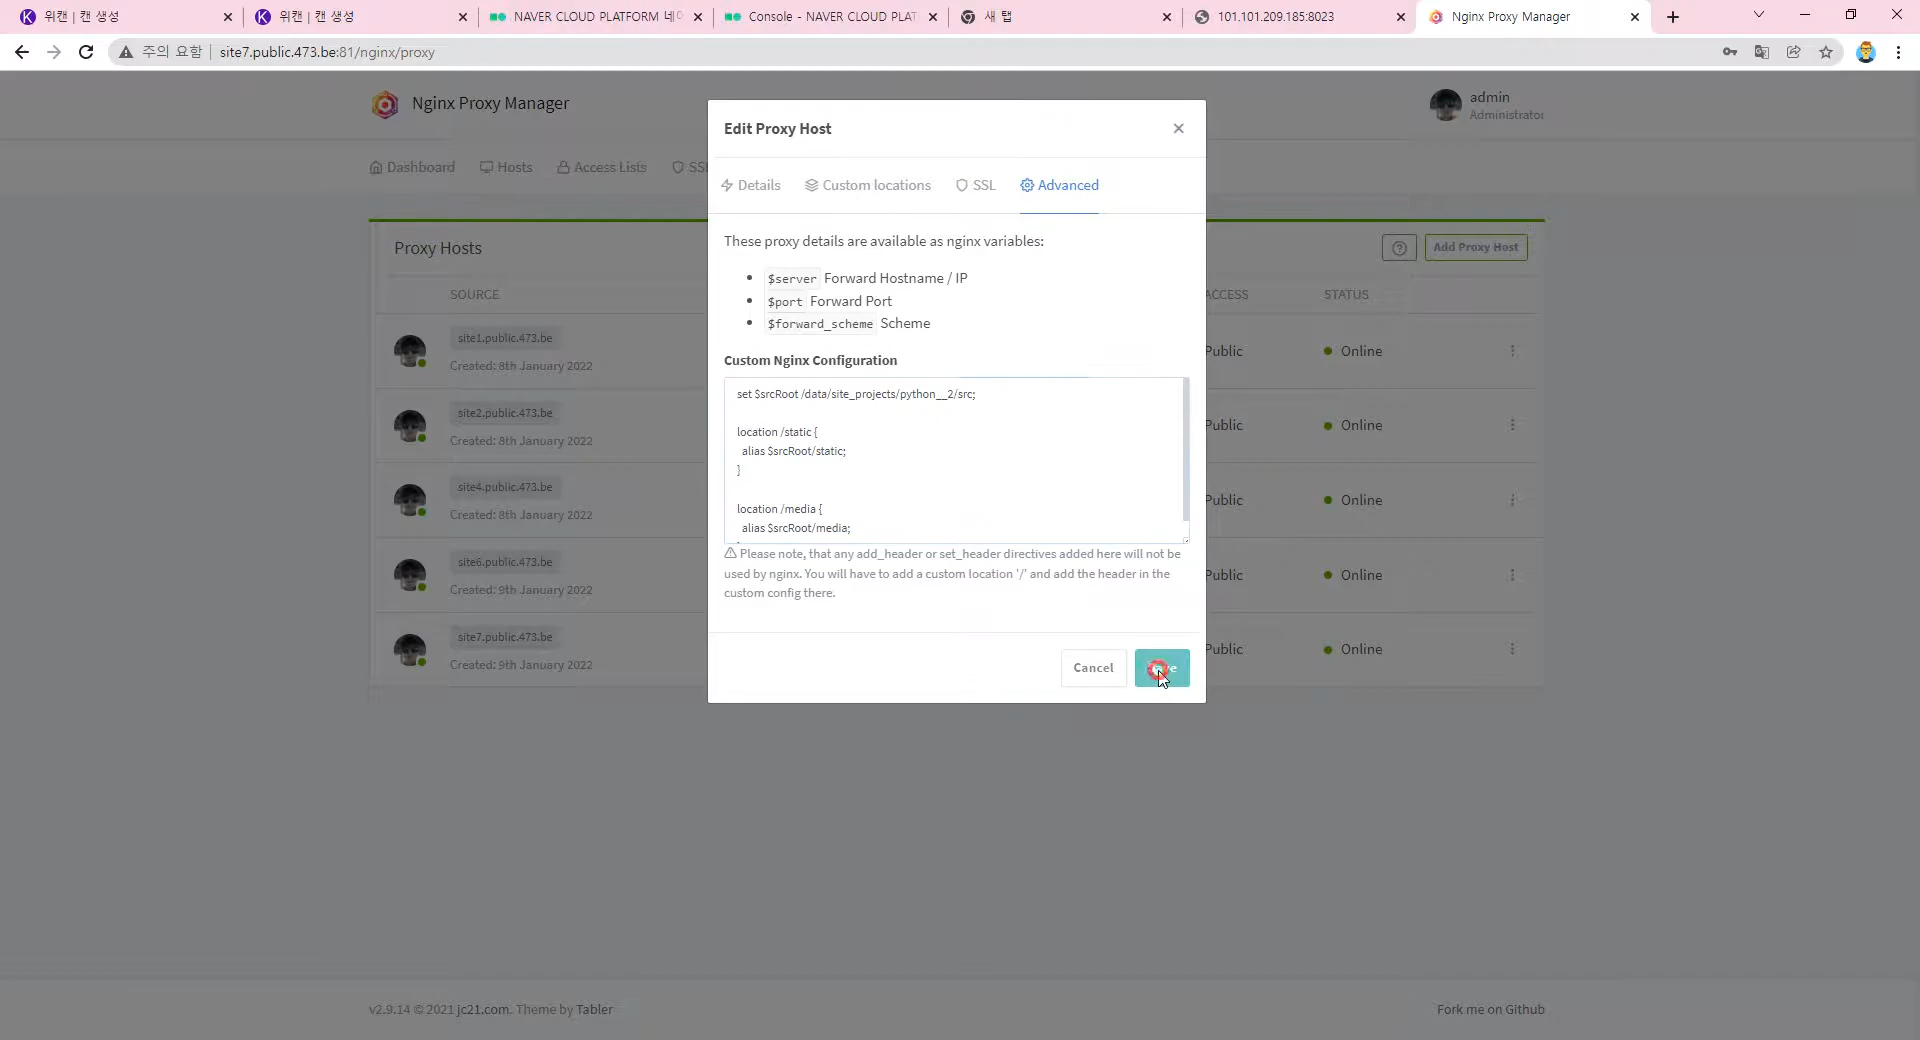 위캔 | 캔 생성
위캔 | 캔 생성
NAVER CLOUD PLATFORM
Console - NAVER CLOUD PLAT
새 탭
101.101.209.185:8023
Nginx Proxy Manager
주의 요함 | site7.public.473.be:81/nginx/proxy
Nginx Proxy Manager
admin
Administrator
Dashboard
Hosts
Access Lists
Edit Proxy Host
Details
Custom locations
SSL
Advanced
Proxy Hosts
Add Proxy Host
SOURCE
ACCESS
STATUS
site1.public.473.be
Created: 8th January 2022
Public
Online
site2.public.473.be
Created: 8th January 2022
Public
Online
site4.public.473.be
Created: 8th January 2022
Public
Online
site6.public.473.be
Created: 9th January 2022
Public
Online
site7.public.473.be
Created: 9th January 2022
Public
Online
These proxy details are available as nginx variables:
$server Forward Hostname / IP
$port Forward Port
$forward_scheme Scheme
Custom Nginx Configuration
set $srcRoot /data/site_projects/python__2/src;
location /static {
alias $srcRoot/static;
}
location /media {
alias $srcRoot/media;
Please note, that any add_header or set_header directives added here will not be
used by nginx. You will have to add a custom location '/' and add the header in the
custom config there.
Cancel
v2.9.14 © 2021 jc21.com. Theme by Tabler
Fork me on Github